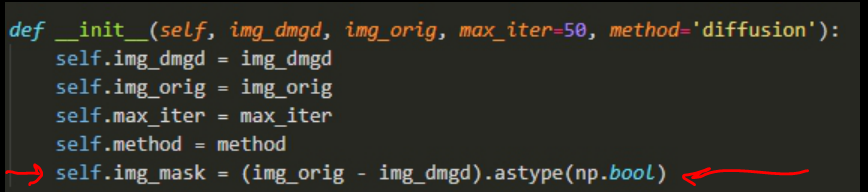 def __init__(self, img_dmgd, img_orig, max_iter=50, method='diffusion'):
    self.img_dmgd = img_dmgd
    self.img_orig = img_orig
    self.max_iter = max_iter
    self.method = method
    self.img_mask = (img_orig - img_dmgd).astype(np.bool)